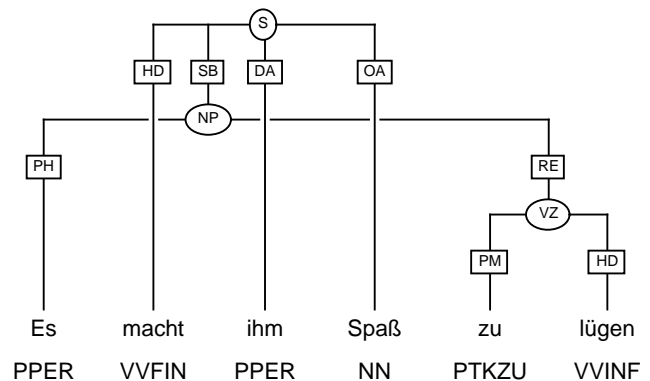 S
HD SB DA OA
NP
PH RE
VZ
PM HD
Es macht ihm Spaß zu lügen
PPER VVFIN PPER NN PTKZU VVINF